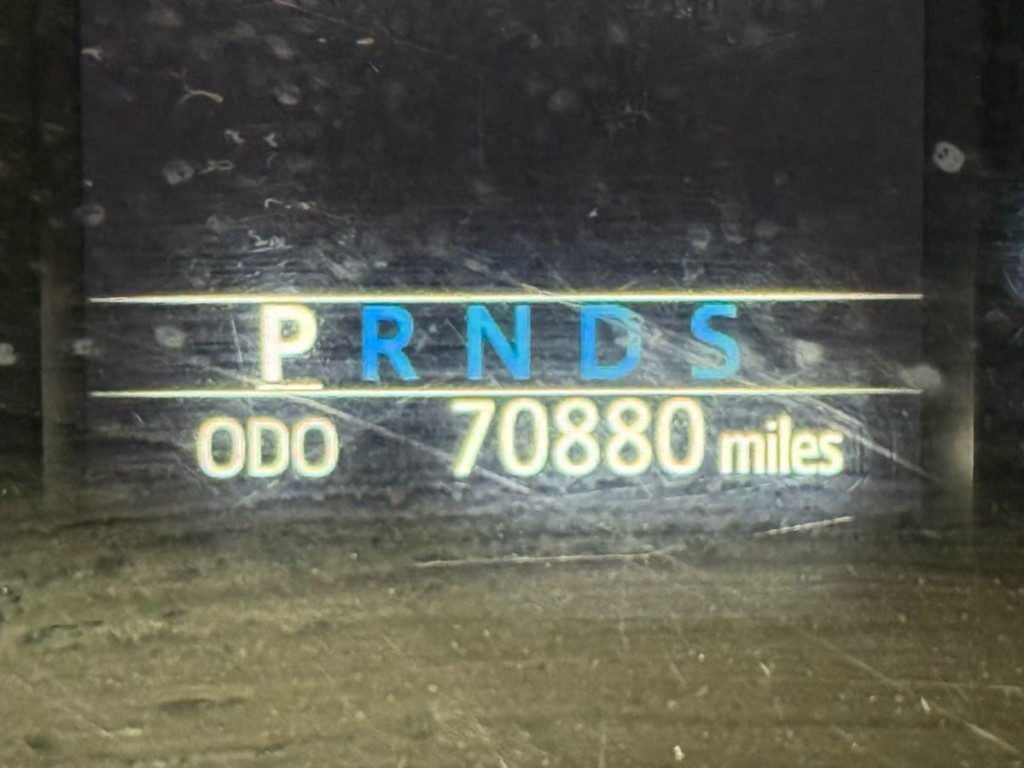 P R N D S
ODO 70880 miles